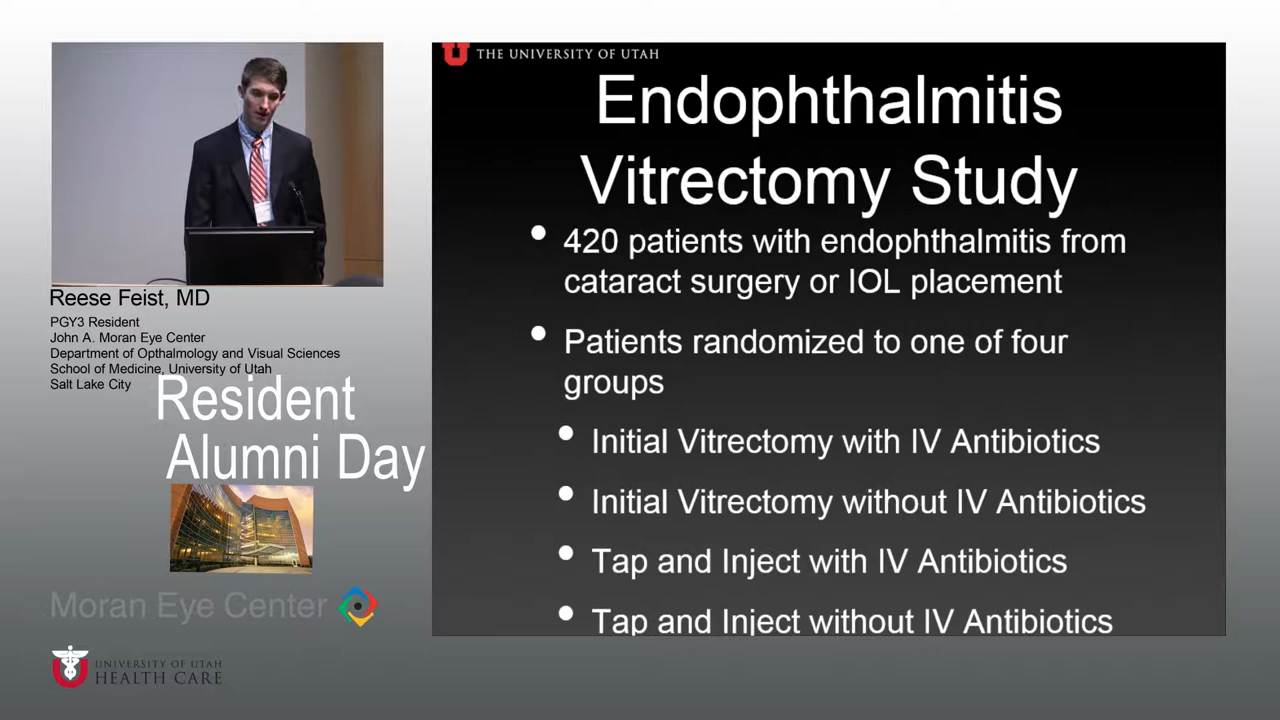 THE UNIVERSITY OF UTAH
Endophthalmitis
Vitrectomy Study
• 420 patients with endophthalmitis from
cataract surgery or IOL placement
• Patients randomized to one of four
groups
• Initial Vitrectomy with IV Antibiotics
• Initial Vitrectomy without IV Antibiotics
• Tap and Inject with IV Antibiotics
• Tap and Inject without IV Antibiotics
Reese Feist, MD
PGY3 Resident
John A. Moran Eye Center
Department of Opthalmology and Visual Sciences
School of Medicine, University of Utah
Salt Lake City
Resident
Alumni Day
Moran Eye Center
UNIVERSITY OF UTAH
HEALTH CARE